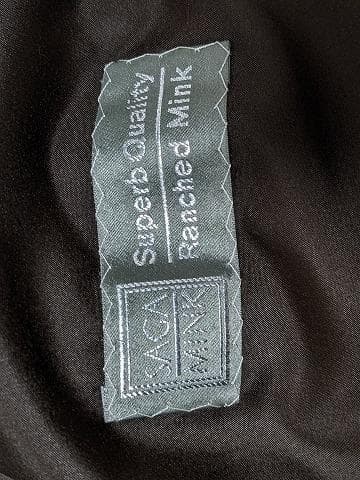 SAGA
MINK
Superb Quality
Ranched Mink